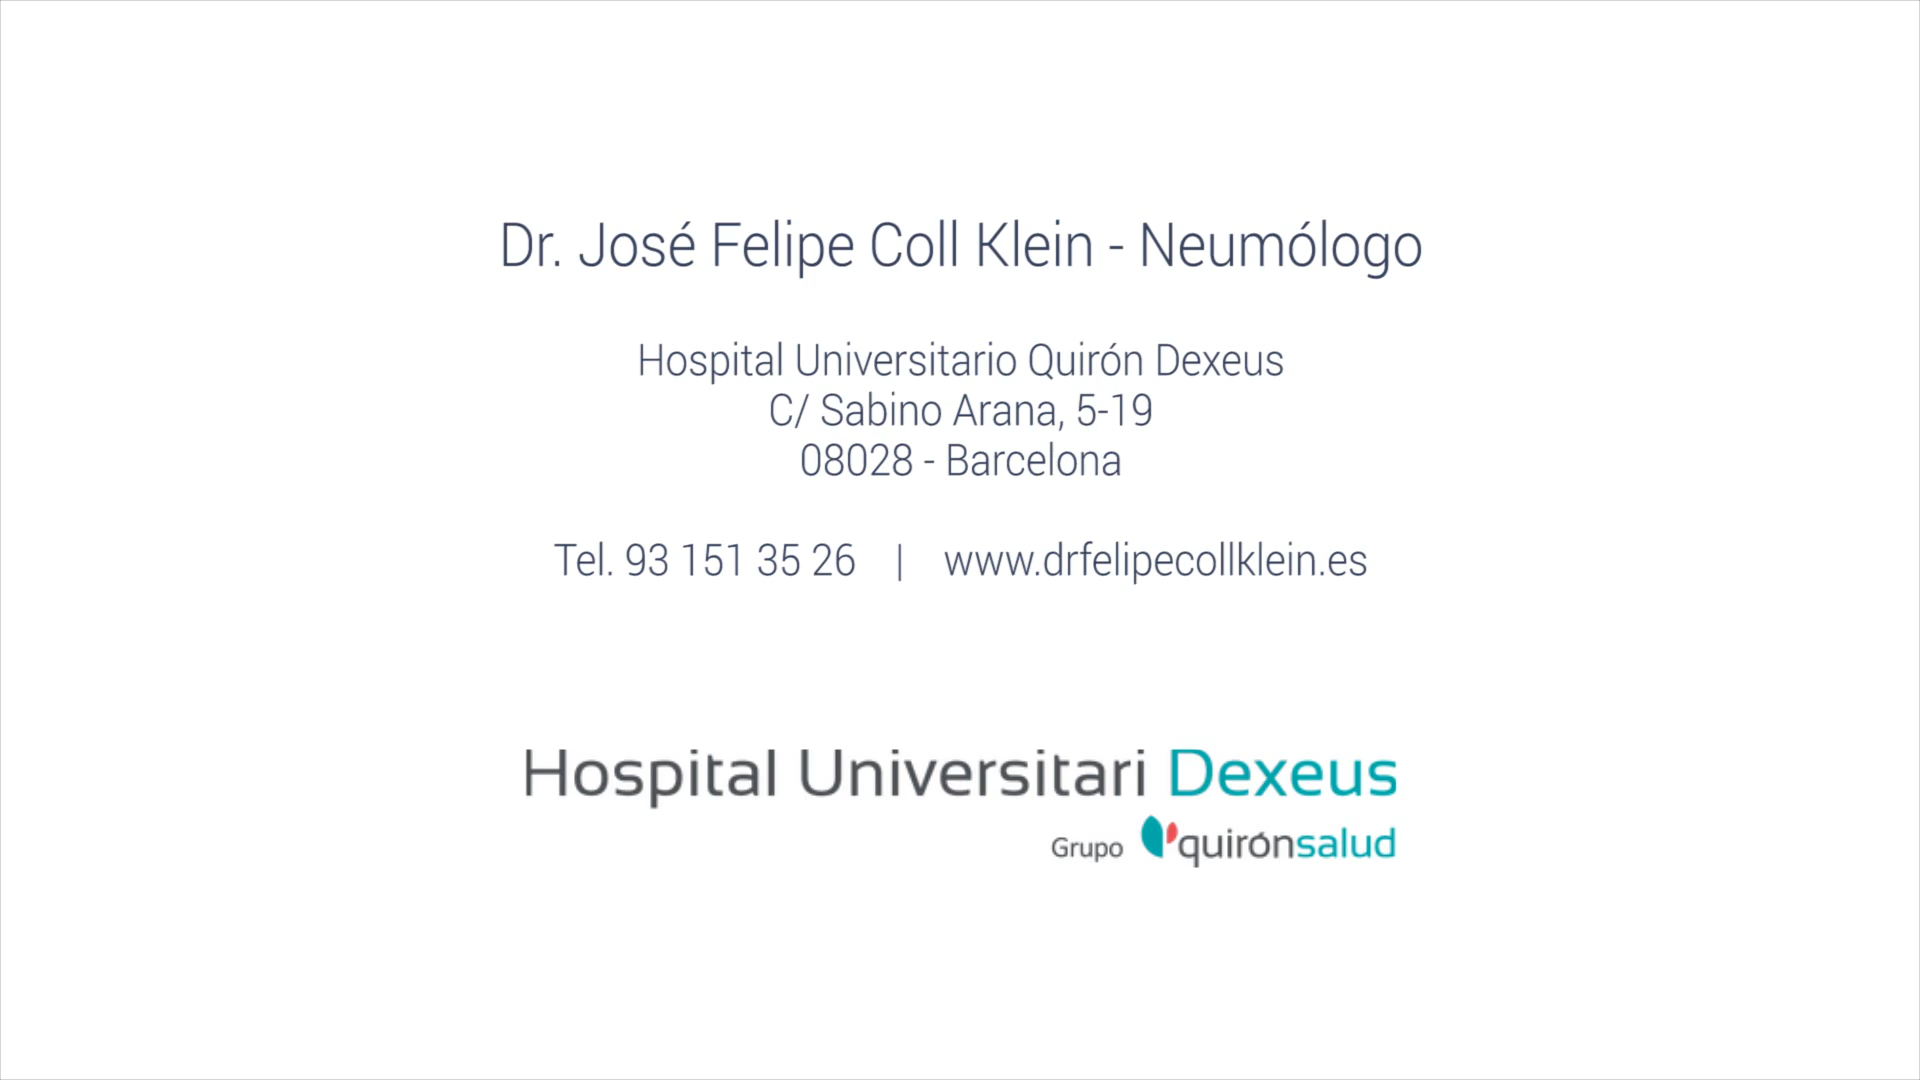 Dr. José Felipe Coll Klein - Neumólogo
Hospital Universitario Quirón Dexeus
C/ Sabino Arana, 5-19
08028 - Barcelona
Tel. 93 151 35 26 | www.drfelipecollklein.es
Hospital Universitari Dexeus
Grupo quirónsalud